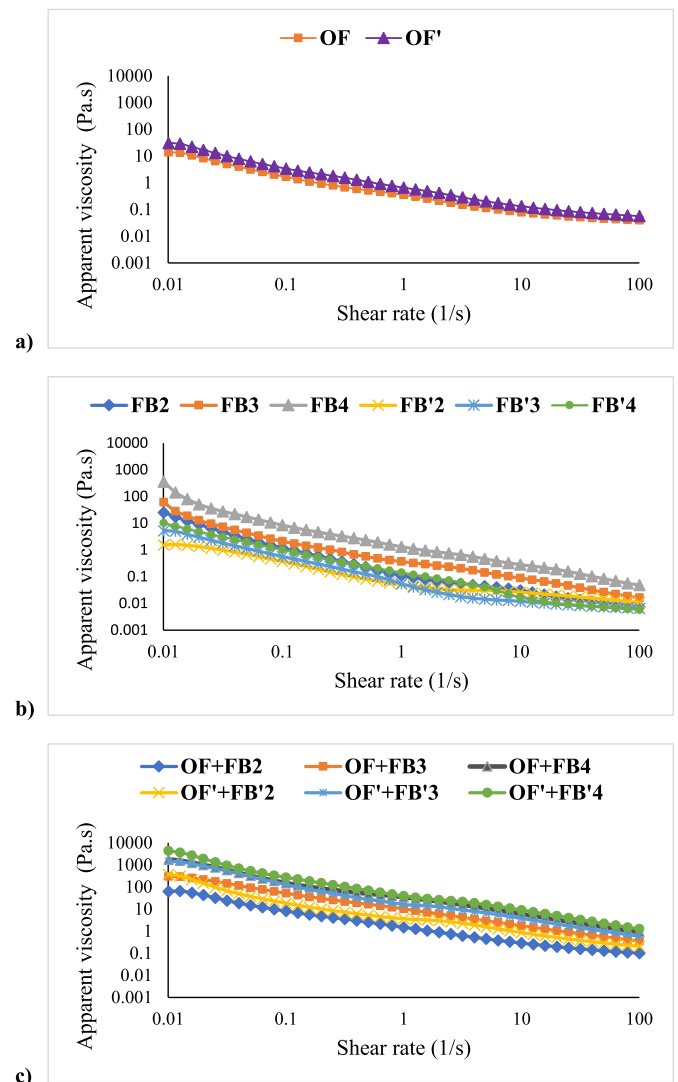 OF OF'
Apparent viscosity (Pa.s)
10000
1000
100
10
1
0.1
0.01
0.001
0.01 0.1 1 10 100
Shear rate (1/s)
a)
FB2 FB3 FB4 FB'2 FB'3 FB'4
Apparent viscosity (Pa.s)
10000
1000
100
10
1
0.1
0.01
0.001
0.01 0.1 1 10 100
Shear rate (1/s)
b)
OF+FB2 OF+FB3 OF+FB4
OF'+FB'2 OF'+FB'3 OF'+FB'4
Apparent viscosity (Pa.s)
10000
1000
100
10
1
0.1
0.01
0.001
0.01 0.1 1 10 100
Shear rate (1/s)
c)